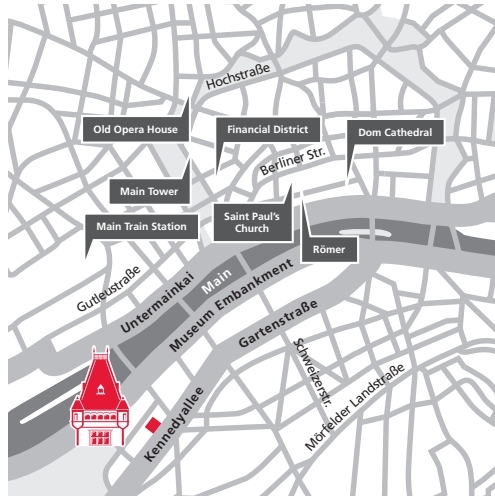 Hochstraße
Old Opera House
Financial District
Dom Cathedral
Berliner Str.
Main Tower
Saint Paul's
Church
Main Train Station
Römer
Gutleustraße
Untermainkai
Main
Museum Embankment
Gartenstraße
Schweizerstr.
Mörfelder Landstraße
Kennedyallee